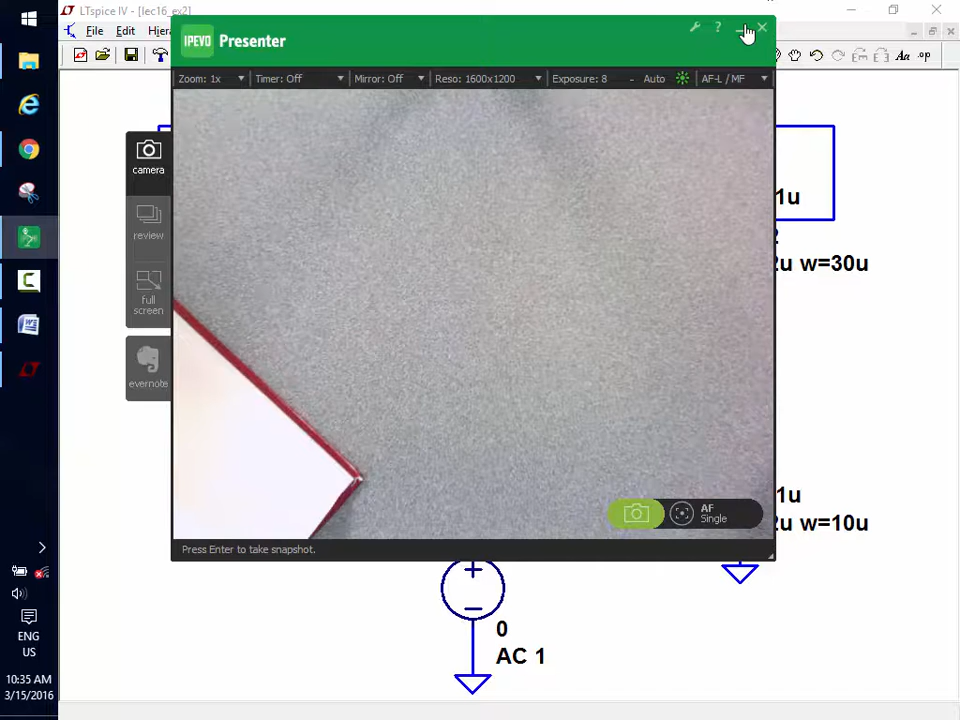 LTspice IV - [lec16_ex2]
File Edit
IPEVO Presenter
?
Zoom: 1x Timer: Off Mirror: Off Reso: 1600x1200 Exposure: 8 - Auto AF-L / MF
Aa .op
camera
review
full
screen
evernote
1u
2u w=30u
1u
2u w=10u
AF
Single
Press Enter to take snapshot.
0
AC 1
ENG
US
10:35 AM
3/15/2016